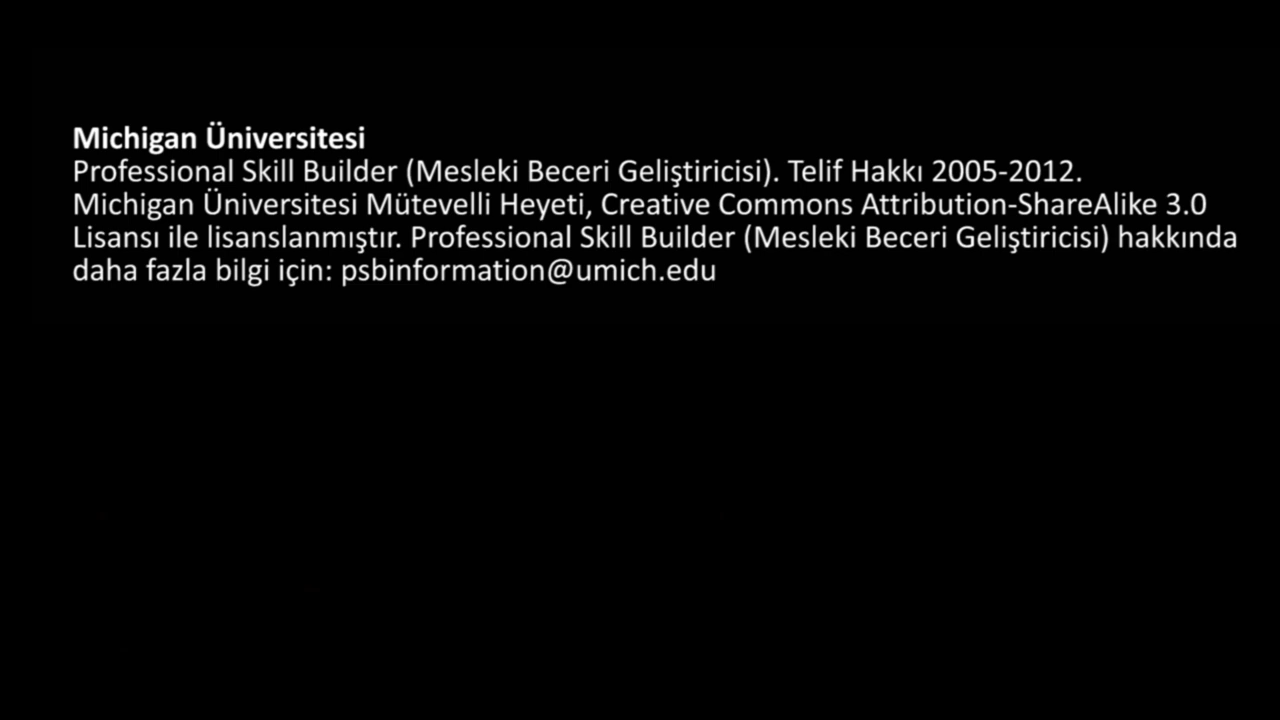 Michigan Üniversitesi
Professional Skill Builder (Mesleki Beceri Geliştiricisi). Telif Hakkı 2005-2012.
Michigan Üniversitesi Mütevelli Heyeti, Creative Commons Attribution-ShareAlike 3.0
Lisansı ile lisanslanmıştır. Professional Skill Builder (Mesleki Beceri Geliştiricisi) hakkında
daha fazla bilgi için: psbinformation@umich.edu